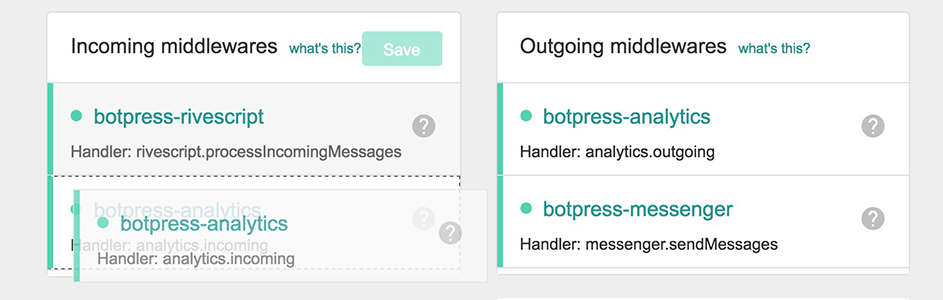 Incoming middlewares what's this? Save
botpress-rivescript
?
Handler: rivescript.processIncomingMessages
botpress-analytics
?
Handler: analytics.incoming
botpress-analytics
?
Handler: analytics.incoming
Outgoing middlewares what's this?
botpress-analytics
?
Handler: analytics.outgoing
botpress-messenger
?
Handler: messenger.sendMessages